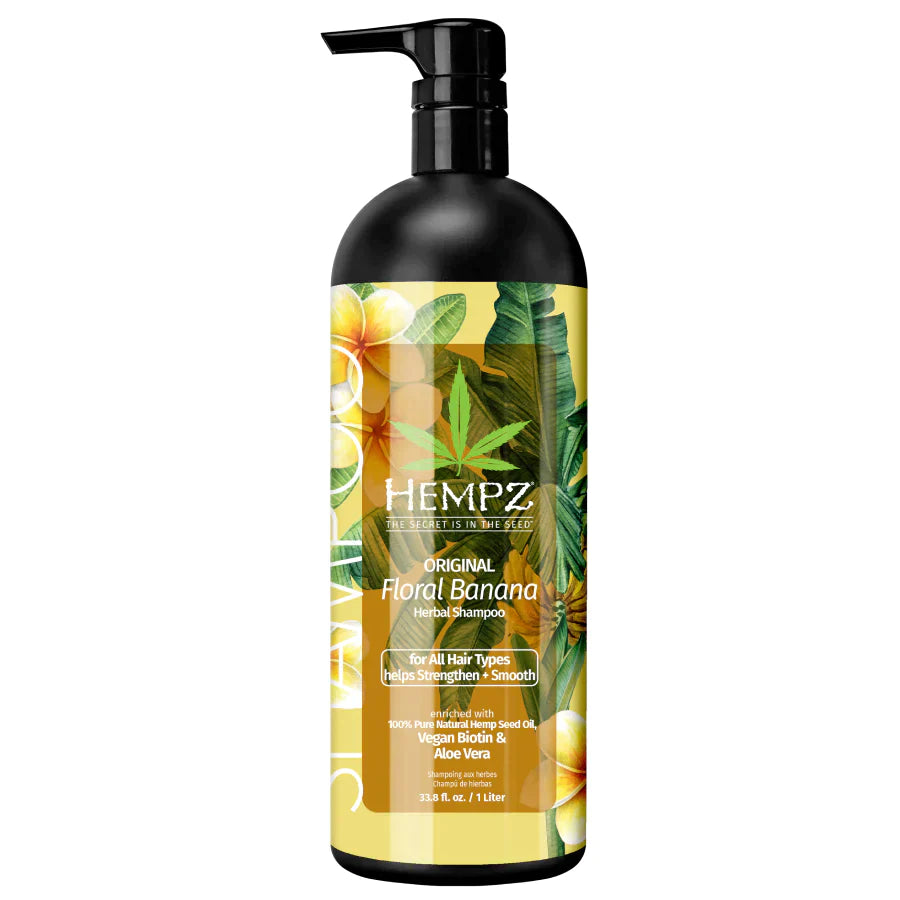 SHAMPOO
HEMPZ
THE SECRET IS IN THE SEED™
ORIGINAL
Floral Banana
Herbal Shampoo
for All Hair Types
helps Strengthen + Smooth
enriched with
100% Pure Natural Hemp Seed Oil,
Vegan Biotin &
Aloe Vera
Shampoing aux herbes
Champú de hierbas
33.8 fl. oz. / 1 Liter